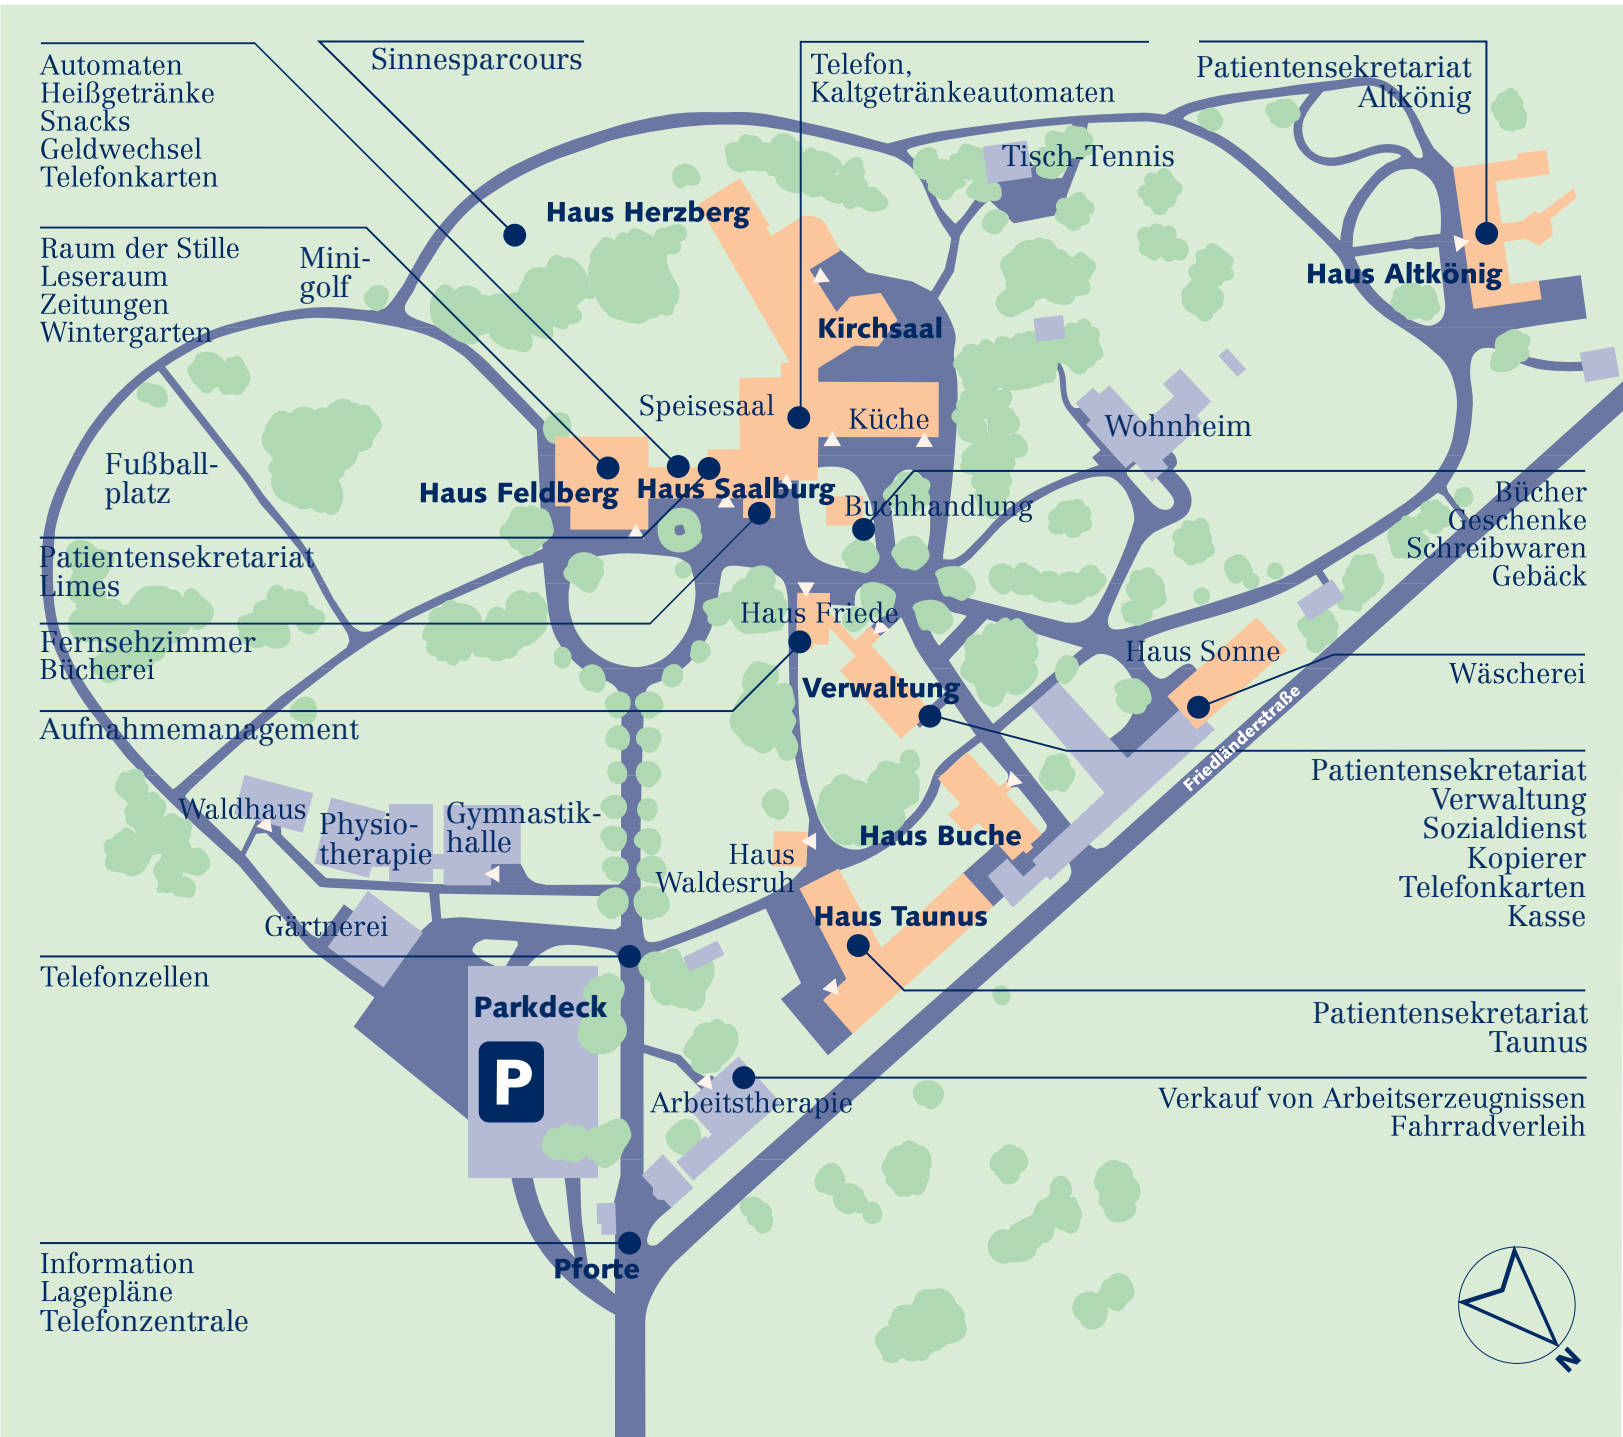 Automaten
Heißgetränke
Snacks
Geldwechsel
Telefonkarten
Sinnesparcours
Telefon,
Kaltgetränkeautomaten
Patientensekretariat
Altkönig
Tisch-Tennis
Haus Herzberg
Raum der Stille
Leseraum
Zeitungen
Wintergarten
Mini-
golf
Haus Altkönig
Kirchsaal
Speisesaal
Küche
Wohnheim
Fußball-
platz
Haus Feldberg
Haus Saalburg
Buchhandlung
Bücher
Geschenke
Schreibwaren
Gebäck
Patientensekretariat
Limes
Haus Friede
Fernsehzimmer
Bücherei
Haus Sonne
Wäscherei
Verwaltung
Friedländerstraße
Aufnahmemanagement
Patientensekretariat
Verwaltung
Sozialdienst
Kopierer
Telefonkarten
Kasse
Waldhaus
Physio-
therapie
Gymnastik-
halle
Haus Buche
Haus
Waldesruh
Haus Taunus
Gärtnerei
Telefonzellen
Parkdeck
P
Patientensekretariat
Taunus
Arbeitstherapie
Verkauf von Arbeitserzeugnissen
Fahrradverleih
Information
Lagepläne
Telefonzentrale
Pforte
N